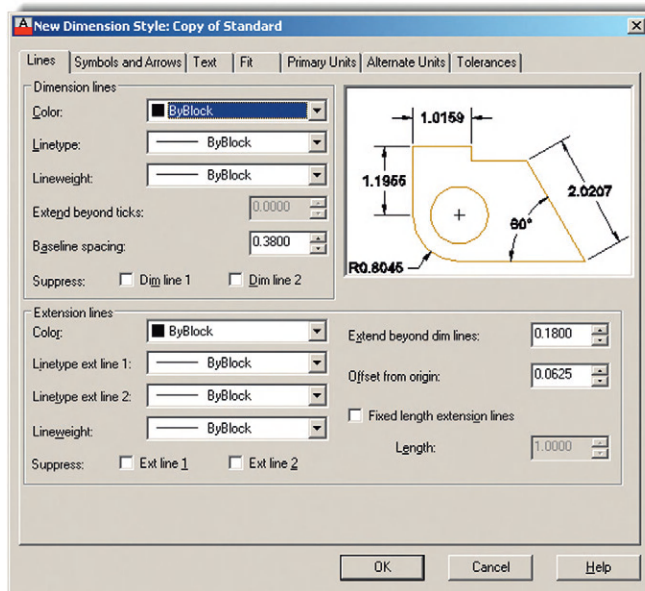 New Dimension Style: Copy of Standard
Lines
Symbols and Arrows
Text
Fit
Primary Units
Alternate Units
Tolerances
Dimension lines
Color: ByBlock
Linetype: ByBlock
Lineweight: ByBlock
Extend beyond ticks: 0.0000
Baseline spacing: 0.3800
Suppress: Dim line 1 Dim line 2
1.0159
1.1955
2.0207
60°
R0.8045
Extension lines
Color: ByBlock
Linetype ext line 1: ByBlock
Linetype ext line 2: ByBlock
Lineweight: ByBlock
Suppress: Ext line 1 Ext line 2
Extend beyond dim lines: 0.1800
Offset from origin: 0.0625
Fixed length extension lines
Length: 1.0000
OK
Cancel
Help